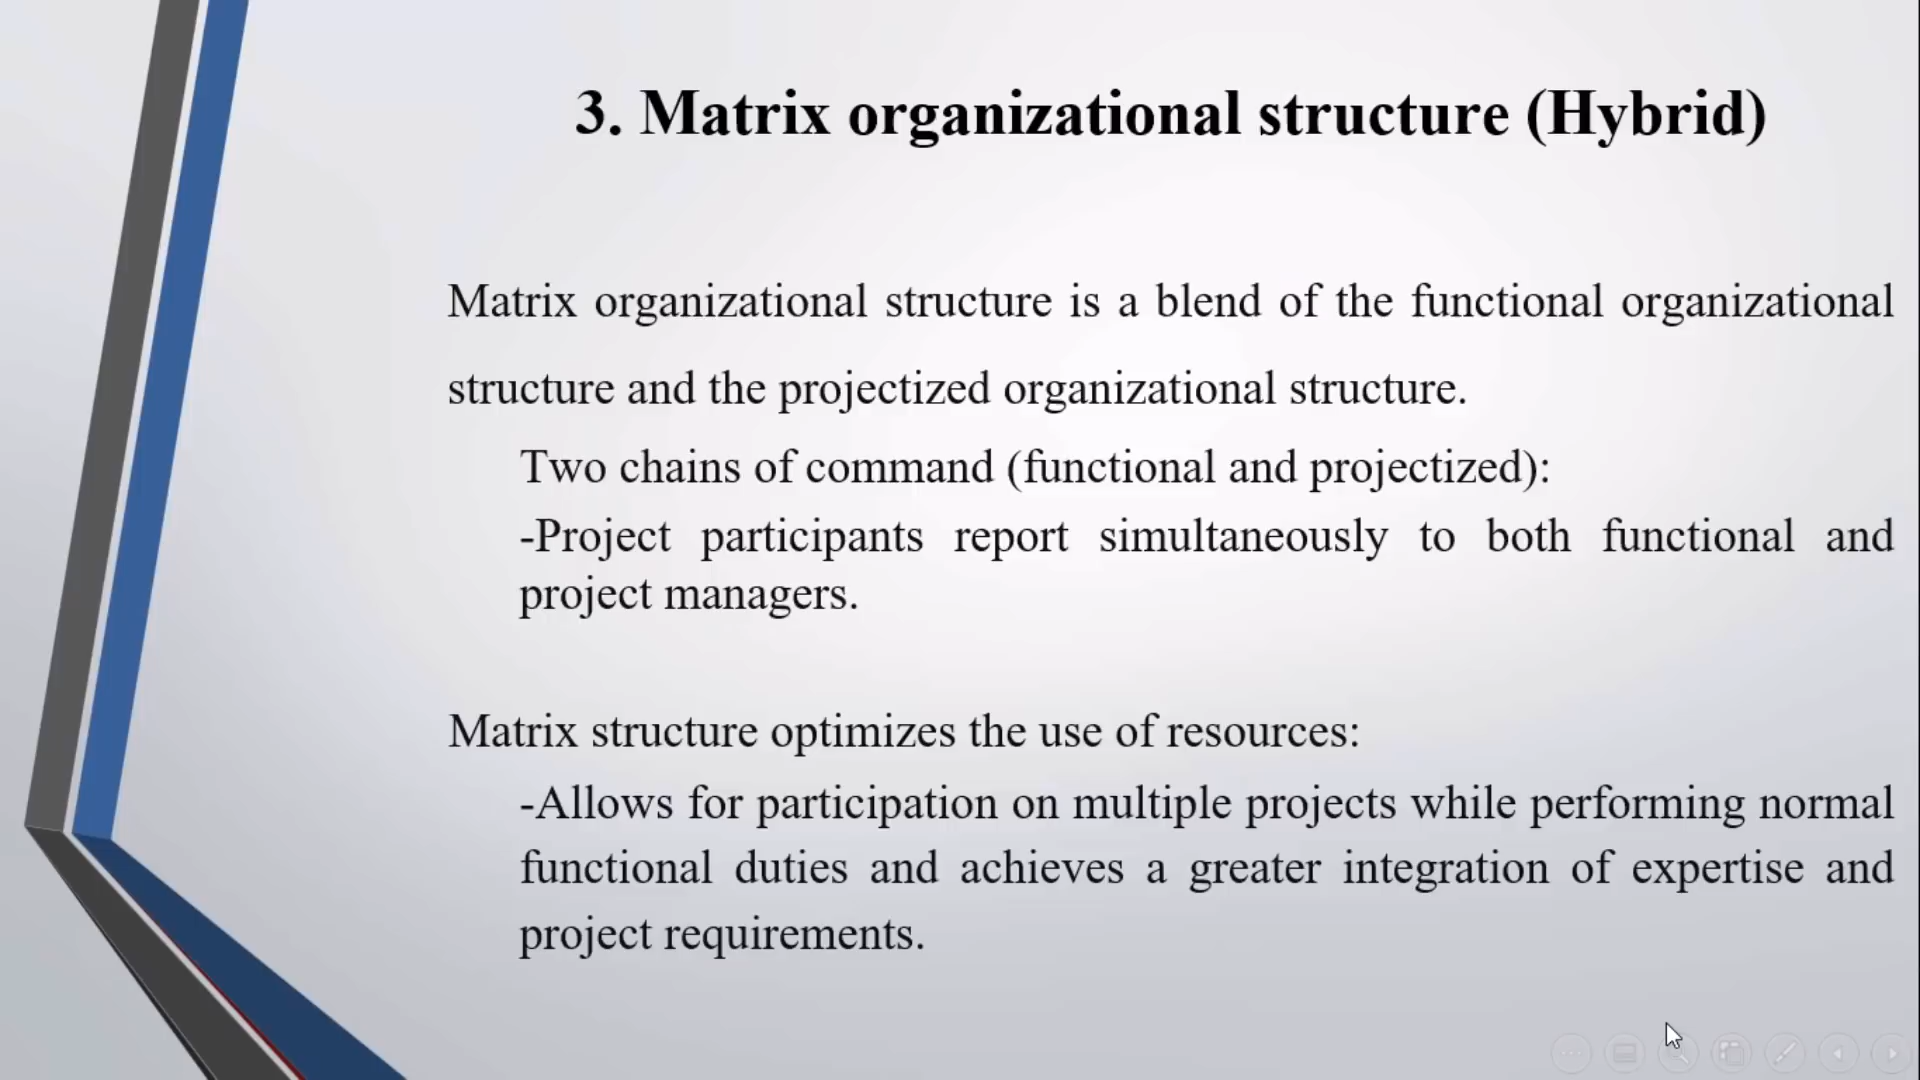 3. Matrix organizational structure (Hybrid)
Matrix organizational structure is a blend of the functional organizational
structure and the projectized organizational structure.
Two chains of command (functional and projectized):
-Project participants report simultaneously to both functional and
project managers.
Matrix structure optimizes the use of resources:
-Allows for participation on multiple projects while performing normal
functional duties and achieves a greater integration of expertise and
project requirements.